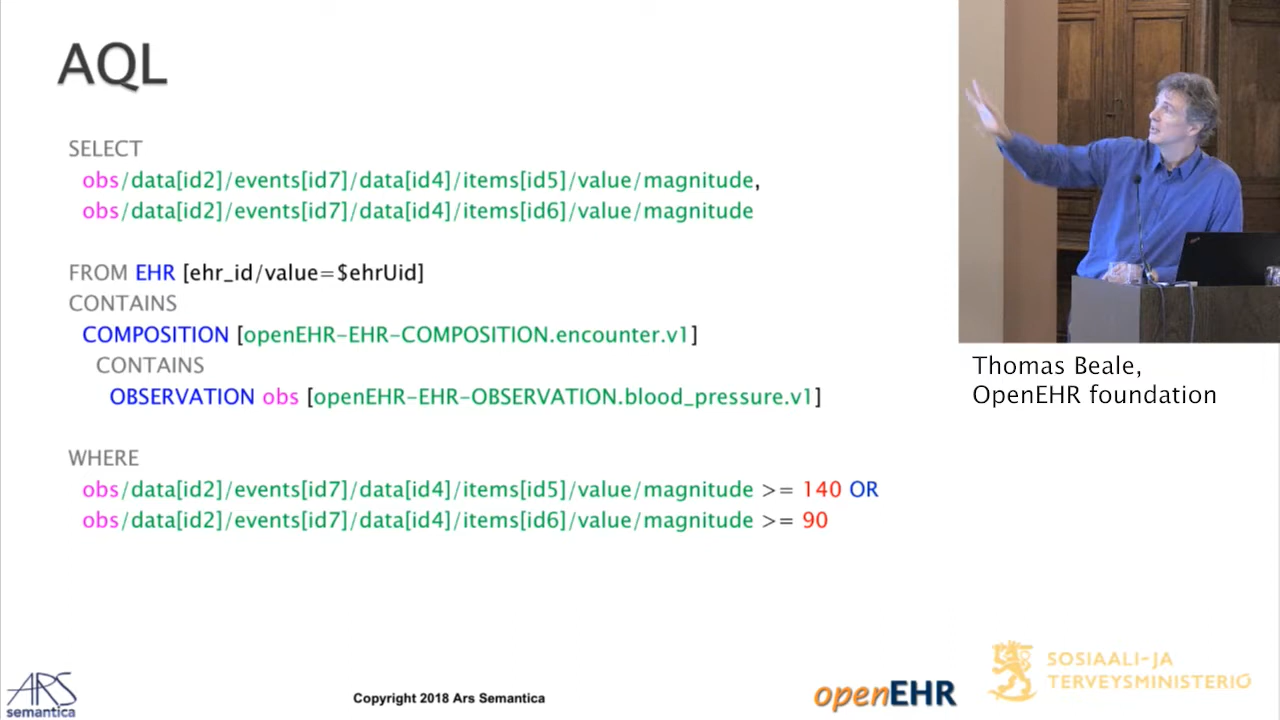 AQL
SELECT
obs/data[id2]/events[id7]/data[id4]/items[id5]/value/magnitude,
obs/data[id2]/events[id7]/data[id4]/items[id6]/value/magnitude
FROM EHR [ehr_id/value=$ehrUid]
CONTAINS
COMPOSITION [openEHR-EHR-COMPOSITION.encounter.v1]
CONTAINS
OBSERVATION obs [openEHR-EHR-OBSERVATION.blood_pressure.v1]
WHERE
obs/data[id2]/events[id7]/data[id4]/items[id5]/value/magnitude >= 140 OR
obs/data[id2]/events[id7]/data[id4]/items[id6]/value/magnitude >= 90
Thomas Beale,
OpenEHR foundation
ARS
semantica
Copyright 2018 Ars Semantica
openEHR
SOSIAALI-JA
TERVEYSMINISTERIÖ